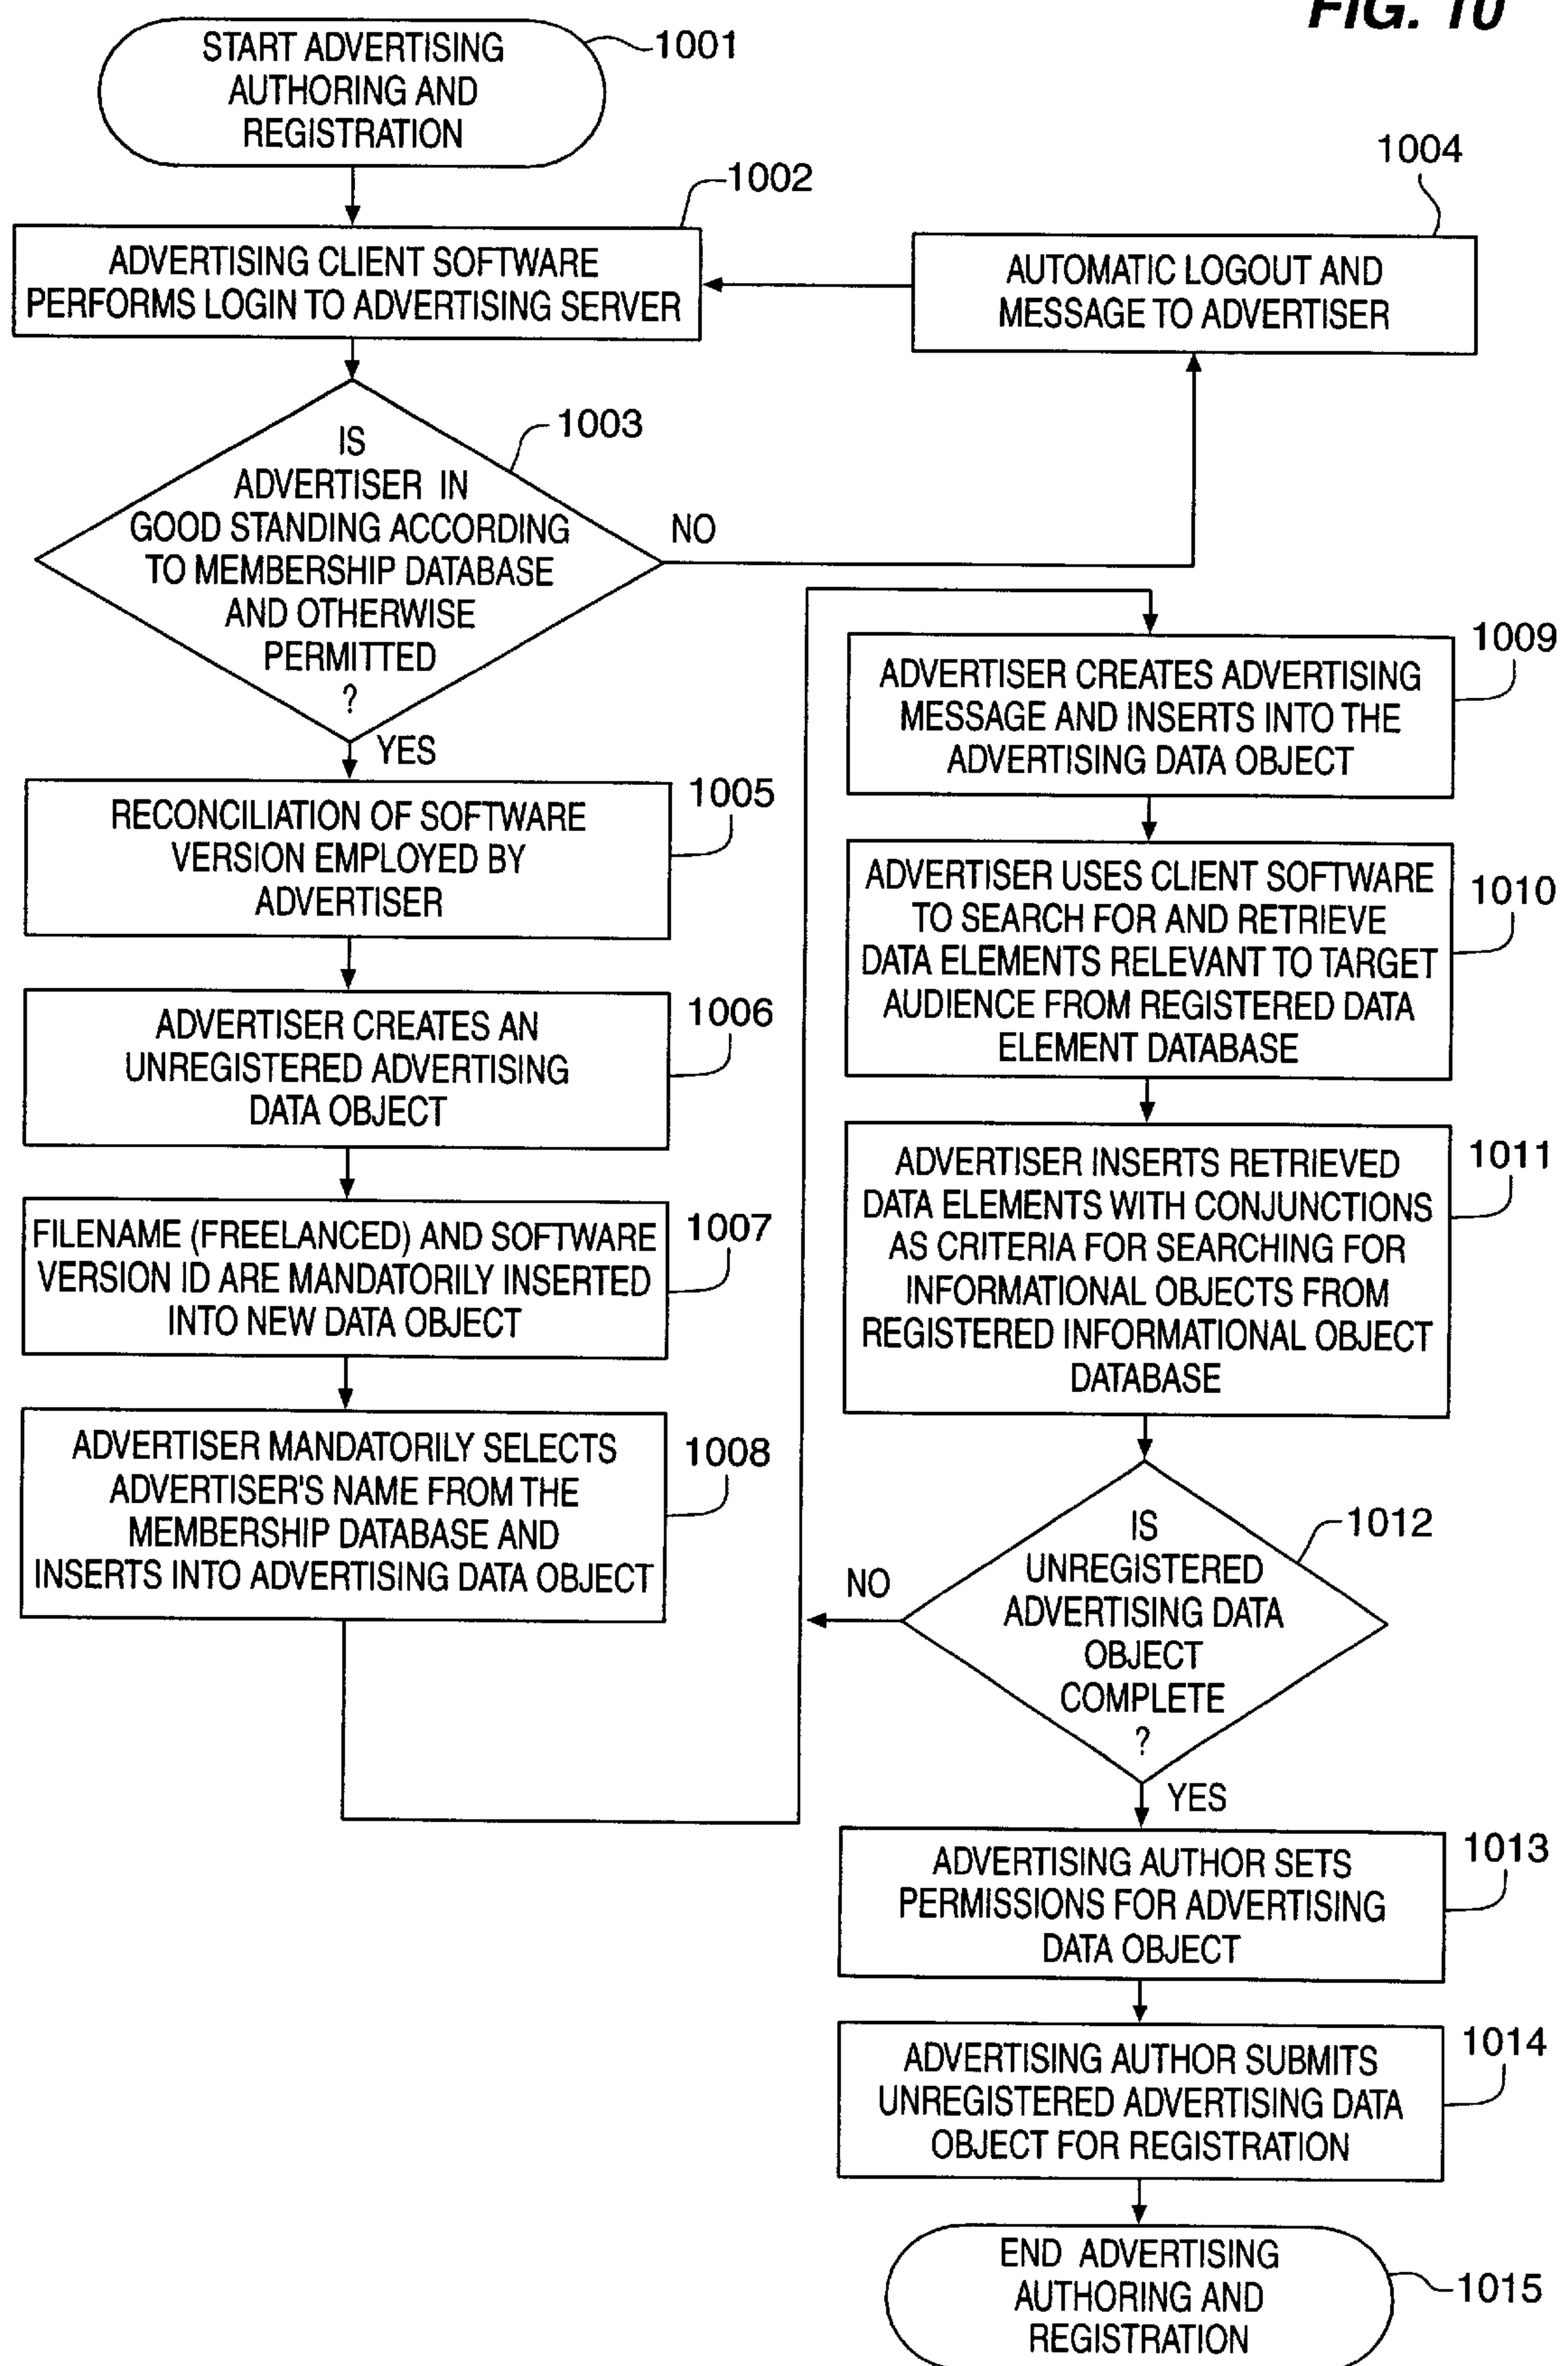 FIG. 10
START ADVERTISING
AUTHORING AND
REGISTRATION
1001
1002
ADVERTISING CLIENT SOFTWARE
PERFORMS LOGIN TO ADVERTISING SERVER
1004
AUTOMATIC LOGOUT AND
MESSAGE TO ADVERTISER
1003
IS
ADVERTISER IN
GOOD STANDING ACCORDING
TO MEMBERSHIP DATABASE
AND OTHERWISE
PERMITTED
?
NO
YES
1005
RECONCILIATION OF SOFTWARE
VERSION EMPLOYED BY
ADVERTISER
1006
ADVERTISER CREATES AN
UNREGISTERED ADVERTISING
DATA OBJECT
1007
FILENAME (FREELANCED) AND SOFTWARE
VERSION ID ARE MANDATORILY INSERTED
INTO NEW DATA OBJECT
1008
ADVERTISER MANDATORILY SELECTS
ADVERTISER'S NAME FROM THE
MEMBERSHIP DATABASE AND
INSERTS INTO ADVERTISING DATA OBJECT
1009
ADVERTISER CREATES ADVERTISING
MESSAGE AND INSERTS INTO THE
ADVERTISING DATA OBJECT
1010
ADVERTISER USES CLIENT SOFTWARE
TO SEARCH FOR AND RETRIEVE
DATA ELEMENTS RELEVANT TO TARGET
AUDIENCE FROM REGISTERED DATA
ELEMENT DATABASE
1011
ADVERTISER INSERTS RETRIEVED
DATA ELEMENTS WITH CONJUNCTIONS
AS CRITERIA FOR SEARCHING FOR
INFORMATIONAL OBJECTS FROM
REGISTERED INFORMATIONAL OBJECT
DATABASE
1012
IS
UNREGISTERED
ADVERTISING DATA
OBJECT
COMPLETE
?
NO
YES
1013
ADVERTISING AUTHOR SETS
PERMISSIONS FOR ADVERTISING
DATA OBJECT
1014
ADVERTISING AUTHOR SUBMITS
UNREGISTERED ADVERTISING DATA
OBJECT FOR REGISTRATION
END ADVERTISING
AUTHORING AND
REGISTRATION
1015